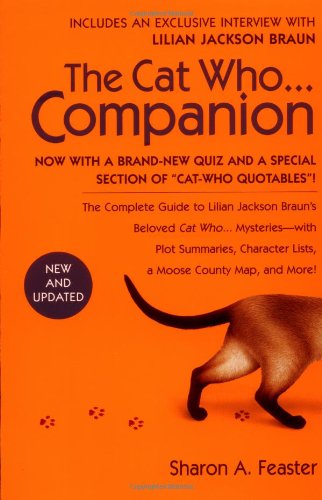 INCLUDES AN EXCLUSIVE INTERVIEW WITH
LILIAN JACKSON BRAUN
The Cat Who...
Companion
NOW WITH A BRAND-NEW QUIZ AND A SPECIAL
SECTION OF "CAT-WHO QUOTABLES"!
The Complete Guide to Lilian Jackson Braun's
Beloved Cat Who... Mysteries—with
Plot Summaries, Character Lists,
a Moose County Map, and More!
NEW
AND
UPDATED
Sharon A. Feaster